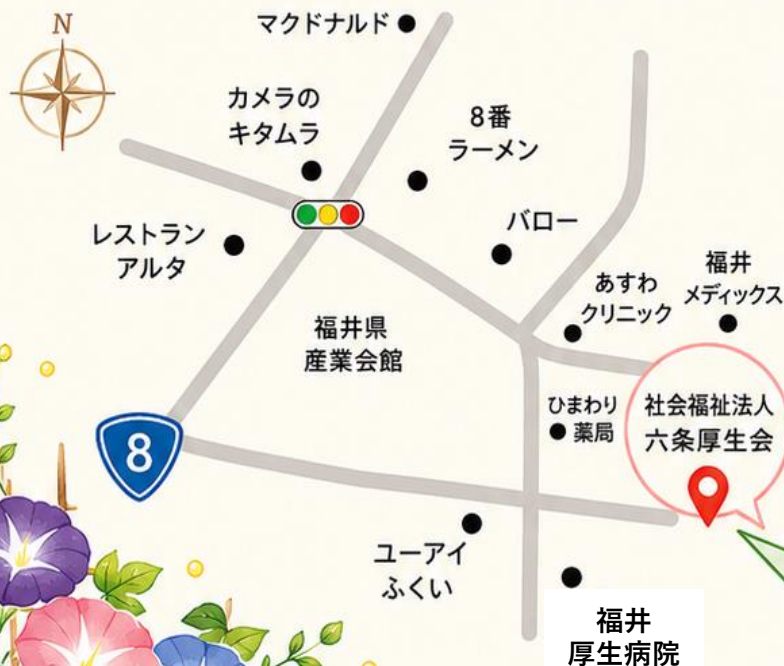 N
マクドナルド
カメラの
キタムラ
8番
ラーメン
レストラン
アルタ
バロー
あすわ
クリニック
福井
メディックス
福井県
産業会館
ひまわり
薬局
社会福祉法人
六条厚生会
8
ユーアイ
ふくい
福井
厚生病院